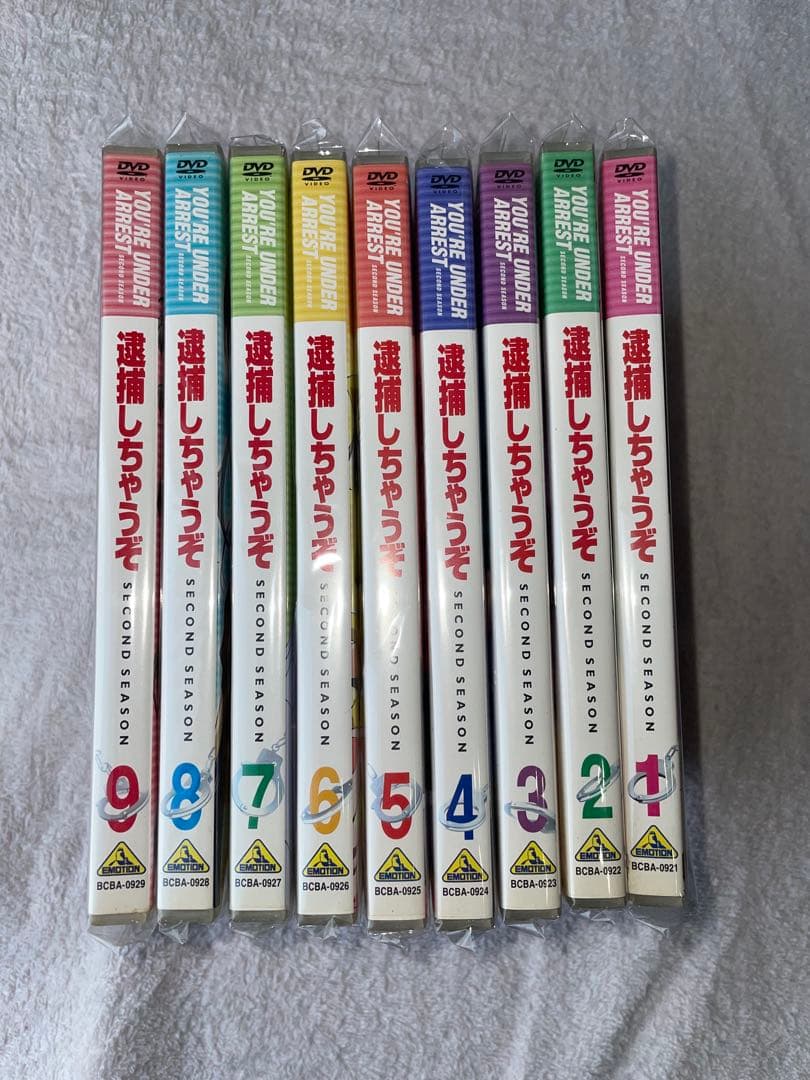 DVD
VIDEO
YOU'RE UNDER
ARREST
SECOND SEASON
逮捕しちゃうぞ
SECOND SEASON
9
EMOTION
BCBA-0929
DVD
VIDEO
YOU'RE UNDER
ARREST
SECOND SEASON
逮捕しちゃうぞ
SECOND SEASON
8
EMOTION
BCBA-0928
DVD
VIDEO
YOU'RE UNDER
ARREST
SECOND SEASON
逮捕しちゃうぞ
SECOND SEASON
7
EMOTION
BCBA-0927
DVD
VIDEO
YOU'RE UNDER
ARREST
SECOND SEASON
逮捕しちゃうぞ
SECOND SEASON
6
EMOTION
BCBA-0926
DVD
VIDEO
YOU'RE UNDER
ARREST
SECOND SEASON
逮捕しちゃうぞ
SECOND SEASON
5
EMOTION
BCBA-0925
DVD
VIDEO
YOU'RE UNDER
ARREST
SECOND SEASON
逮捕しちゃうぞ
SECOND SEASON
4
EMOTION
BCBA-0924
DVD
VIDEO
YOU'RE UNDER
ARREST
SECOND SEASON
逮捕しちゃうぞ
SECOND SEASON
3
EMOTION
BCBA-0923
DVD
VIDEO
YOU'RE UNDER
ARREST
SECOND SEASON
逮捕しちゃうぞ
SECOND SEASON
2
EMOTION
BCBA-0922
DVD
VIDEO
YOU'RE UNDER
ARREST
SECOND SEASON
逮捕しちゃうぞ
SECOND SEASON
1
EMOTION
BCBA-0921